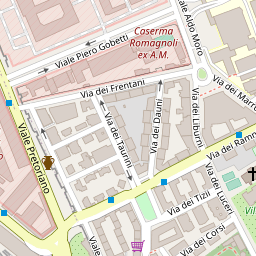 Caserma
Romagnoli
ex A.M.
Viale Aldo Moro
Viale Piero Gobetti
Via dei Frentani
Via dei Marru
Via dei Liburni
Via dei Dauni
Via dei Taurini
Viale Pretoriano
Via dei Ramn
Via dei Tizii
Via dei Luceri
Via dei Corsi
Viale
Vil